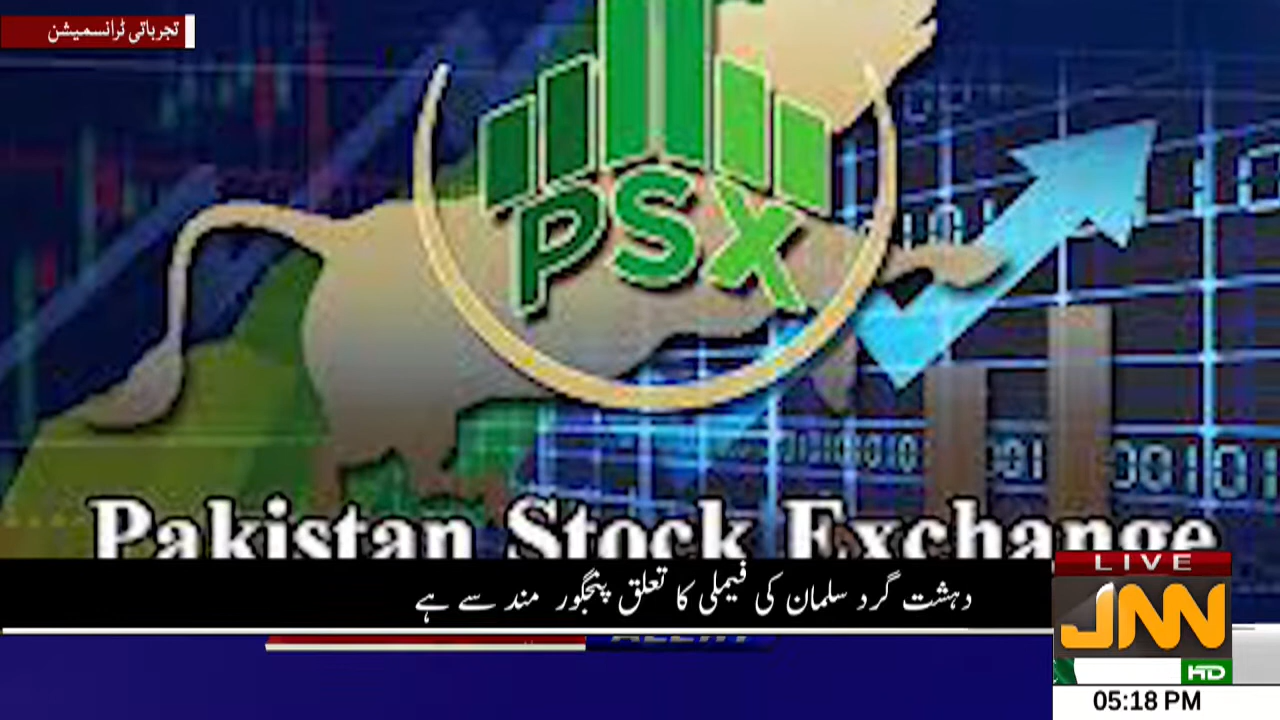 تجرباتی ٹرانسمیشن
PSX
Pakistan Stock Exchange
دہشت گرد سلمان کی فیملی کا تعلق پنجگور مند سے ہے
LIVE
JNN
HD
05:18 PM